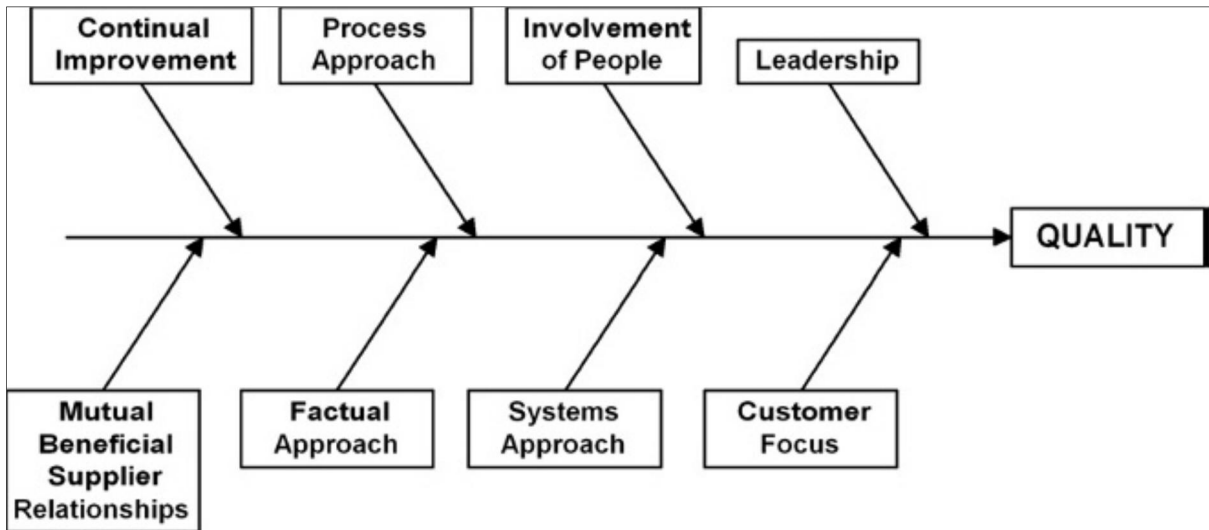 Continual
Improvement
Process
Approach
Involvement
of People
Leadership
QUALITY
Mutual
Beneficial
Supplier
Relationships
Factual
Approach
Systems
Approach
Customer
Focus